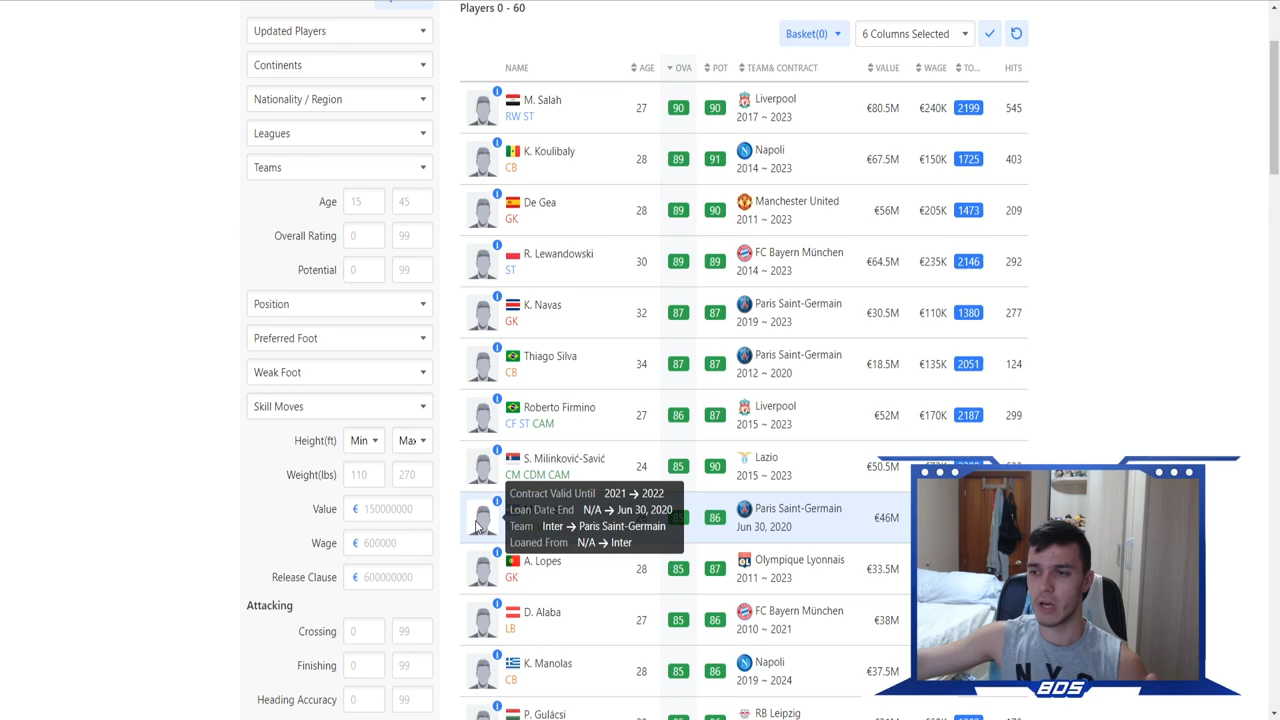 Players 0 - 60
Basket(0)
6 Columns Selected
NAME AGE OVA POT TEAM& CONTRACT VALUE WAGE TO... HITS
M. Salah 27 90 90 Liverpool €80.5M €240K 2199 545
RW ST 2017 ~ 2023
K. Koulibaly 28 89 91 Napoli €67.5M €150K 1725 403
CB 2014 ~ 2023
De Gea 28 89 90 Manchester United €56M €205K 1473 209
GK 2011 ~ 2023
R. Lewandowski 30 89 89 FC Bayern München €64.5M €235K 2146 292
ST 2014 ~ 2023
K. Navas 32 87 87 Paris Saint-Germain €30.5M €110K 1380 277
GK 2019 ~ 2023
Thiago Silva 34 87 87 Paris Saint-Germain €18.5M €135K 2051 124
CB 2012 ~ 2020
Roberto Firmino 27 86 87 Liverpool €52M €170K 2187 299
CF ST CAM 2015 ~ 2023
S. Milinković-Savić 24 85 90 Lazio €50.5M
CM CDM CAM 2015 ~ 2023
Contract Valid Until 2021 → 2022
Loan Date End N/A → Jun 30, 2020
Team Inter → Paris Saint-Germain
Loaned From N/A → Inter
86 Paris Saint-Germain €46M
Jun 30, 2020
A. Lopes 28 85 87 Olympique Lyonnais €33.5M
GK 2011 ~ 2023
D. Alaba 27 85 86 FC Bayern München €38M
LB 2010 ~ 2021
K. Manolas 28 85 86 Napoli €37.5M
CB 2019 ~ 2024
P. Gulácsi RB Leipzig
Updated Players
Continents
Nationality / Region
Leagues
Teams
Age 15 45
Overall Rating 0 99
Potential 0 99
Position
Preferred Foot
Weak Foot
Skill Moves
Height(ft) Min Max
Weight(lbs) 110 270
Value € 150000000
Wage € 600000
Release Clause € 600000000
Attacking
Crossing 0 99
Finishing 0 99
Heading Accuracy 0 99
NYC
BDS